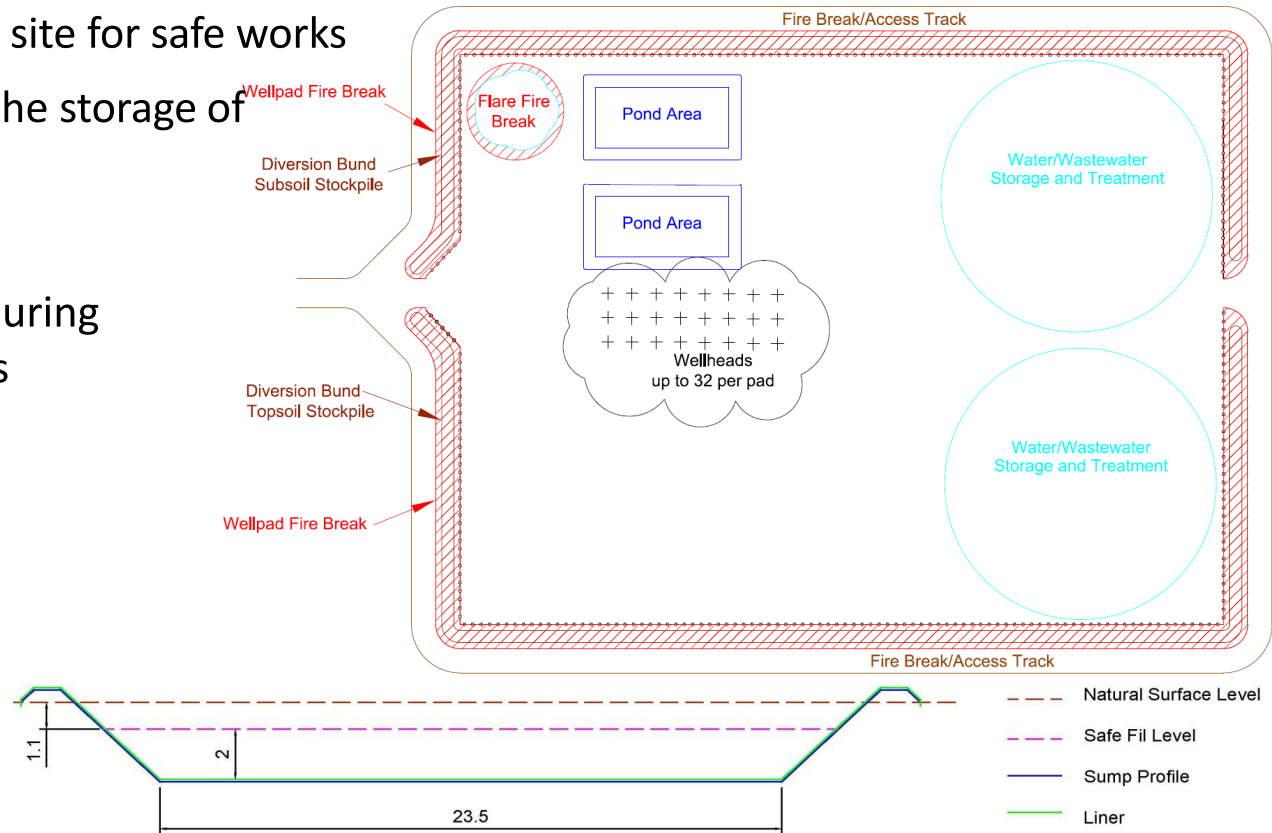 site for safe works
he storage of
uring
s
Fire Break/Access Track
Wellpad Fire Break
Flare Fire
Break
Pond Area
Diversion Bund
Subsoil Stockpile
Water/Wastewater
Storage and Treatment
Pond Area
Wellheads
up to 32 per pad
Diversion Bund
Topsoil Stockpile
Water/Wastewater
Storage and Treatment
Wellpad Fire Break
Fire Break/Access Track
1.1
2
23.5
Natural Surface Level
Safe Fil Level
Sump Profile
Liner